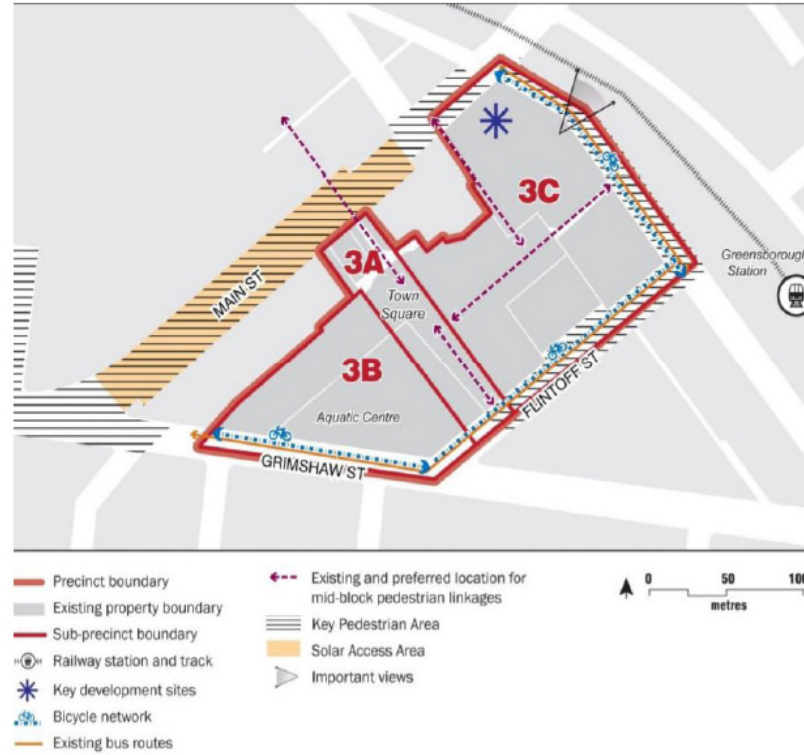 3C
Greensborough
Station
3A
Town
Square
MAIN ST
3B
Aquatic Centre
FLINTOFF ST
GRIMSHAW ST
Precinct boundary
Existing property boundary
Sub-precinct boundary
Railway station and track
Key development sites
Bicycle network
Existing bus routes
Existing and preferred location for
mid-block pedestrian linkages
Key Pedestrian Area
Solar Access Area
Important views
0 50 100
metres